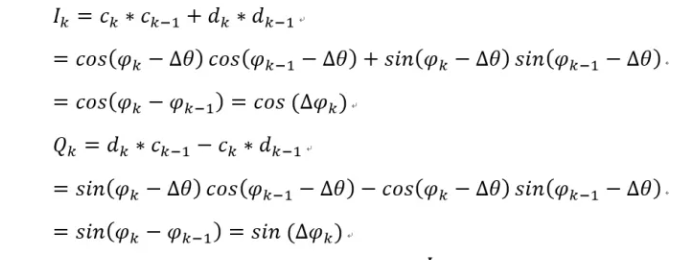 I_k = c_k * c_{k−1} + d_k * d_{k−1}
= cos(φ_k − Δθ) cos(φ_{k−1} − Δθ) + sin(φ_k − Δθ) sin(φ_{k−1} − Δθ)
= cos(φ_k − φ_{k−1}) = cos (Δφ_k)
Q_k = d_k * c_{k−1} − c_k * d_{k−1}
= sin(φ_k − Δθ) cos(φ_{k−1} − Δθ) − cos(φ_k − Δθ) sin(φ_{k−1} − Δθ)
= sin(φ_k − φ_{k−1}) = sin (Δφ_k)